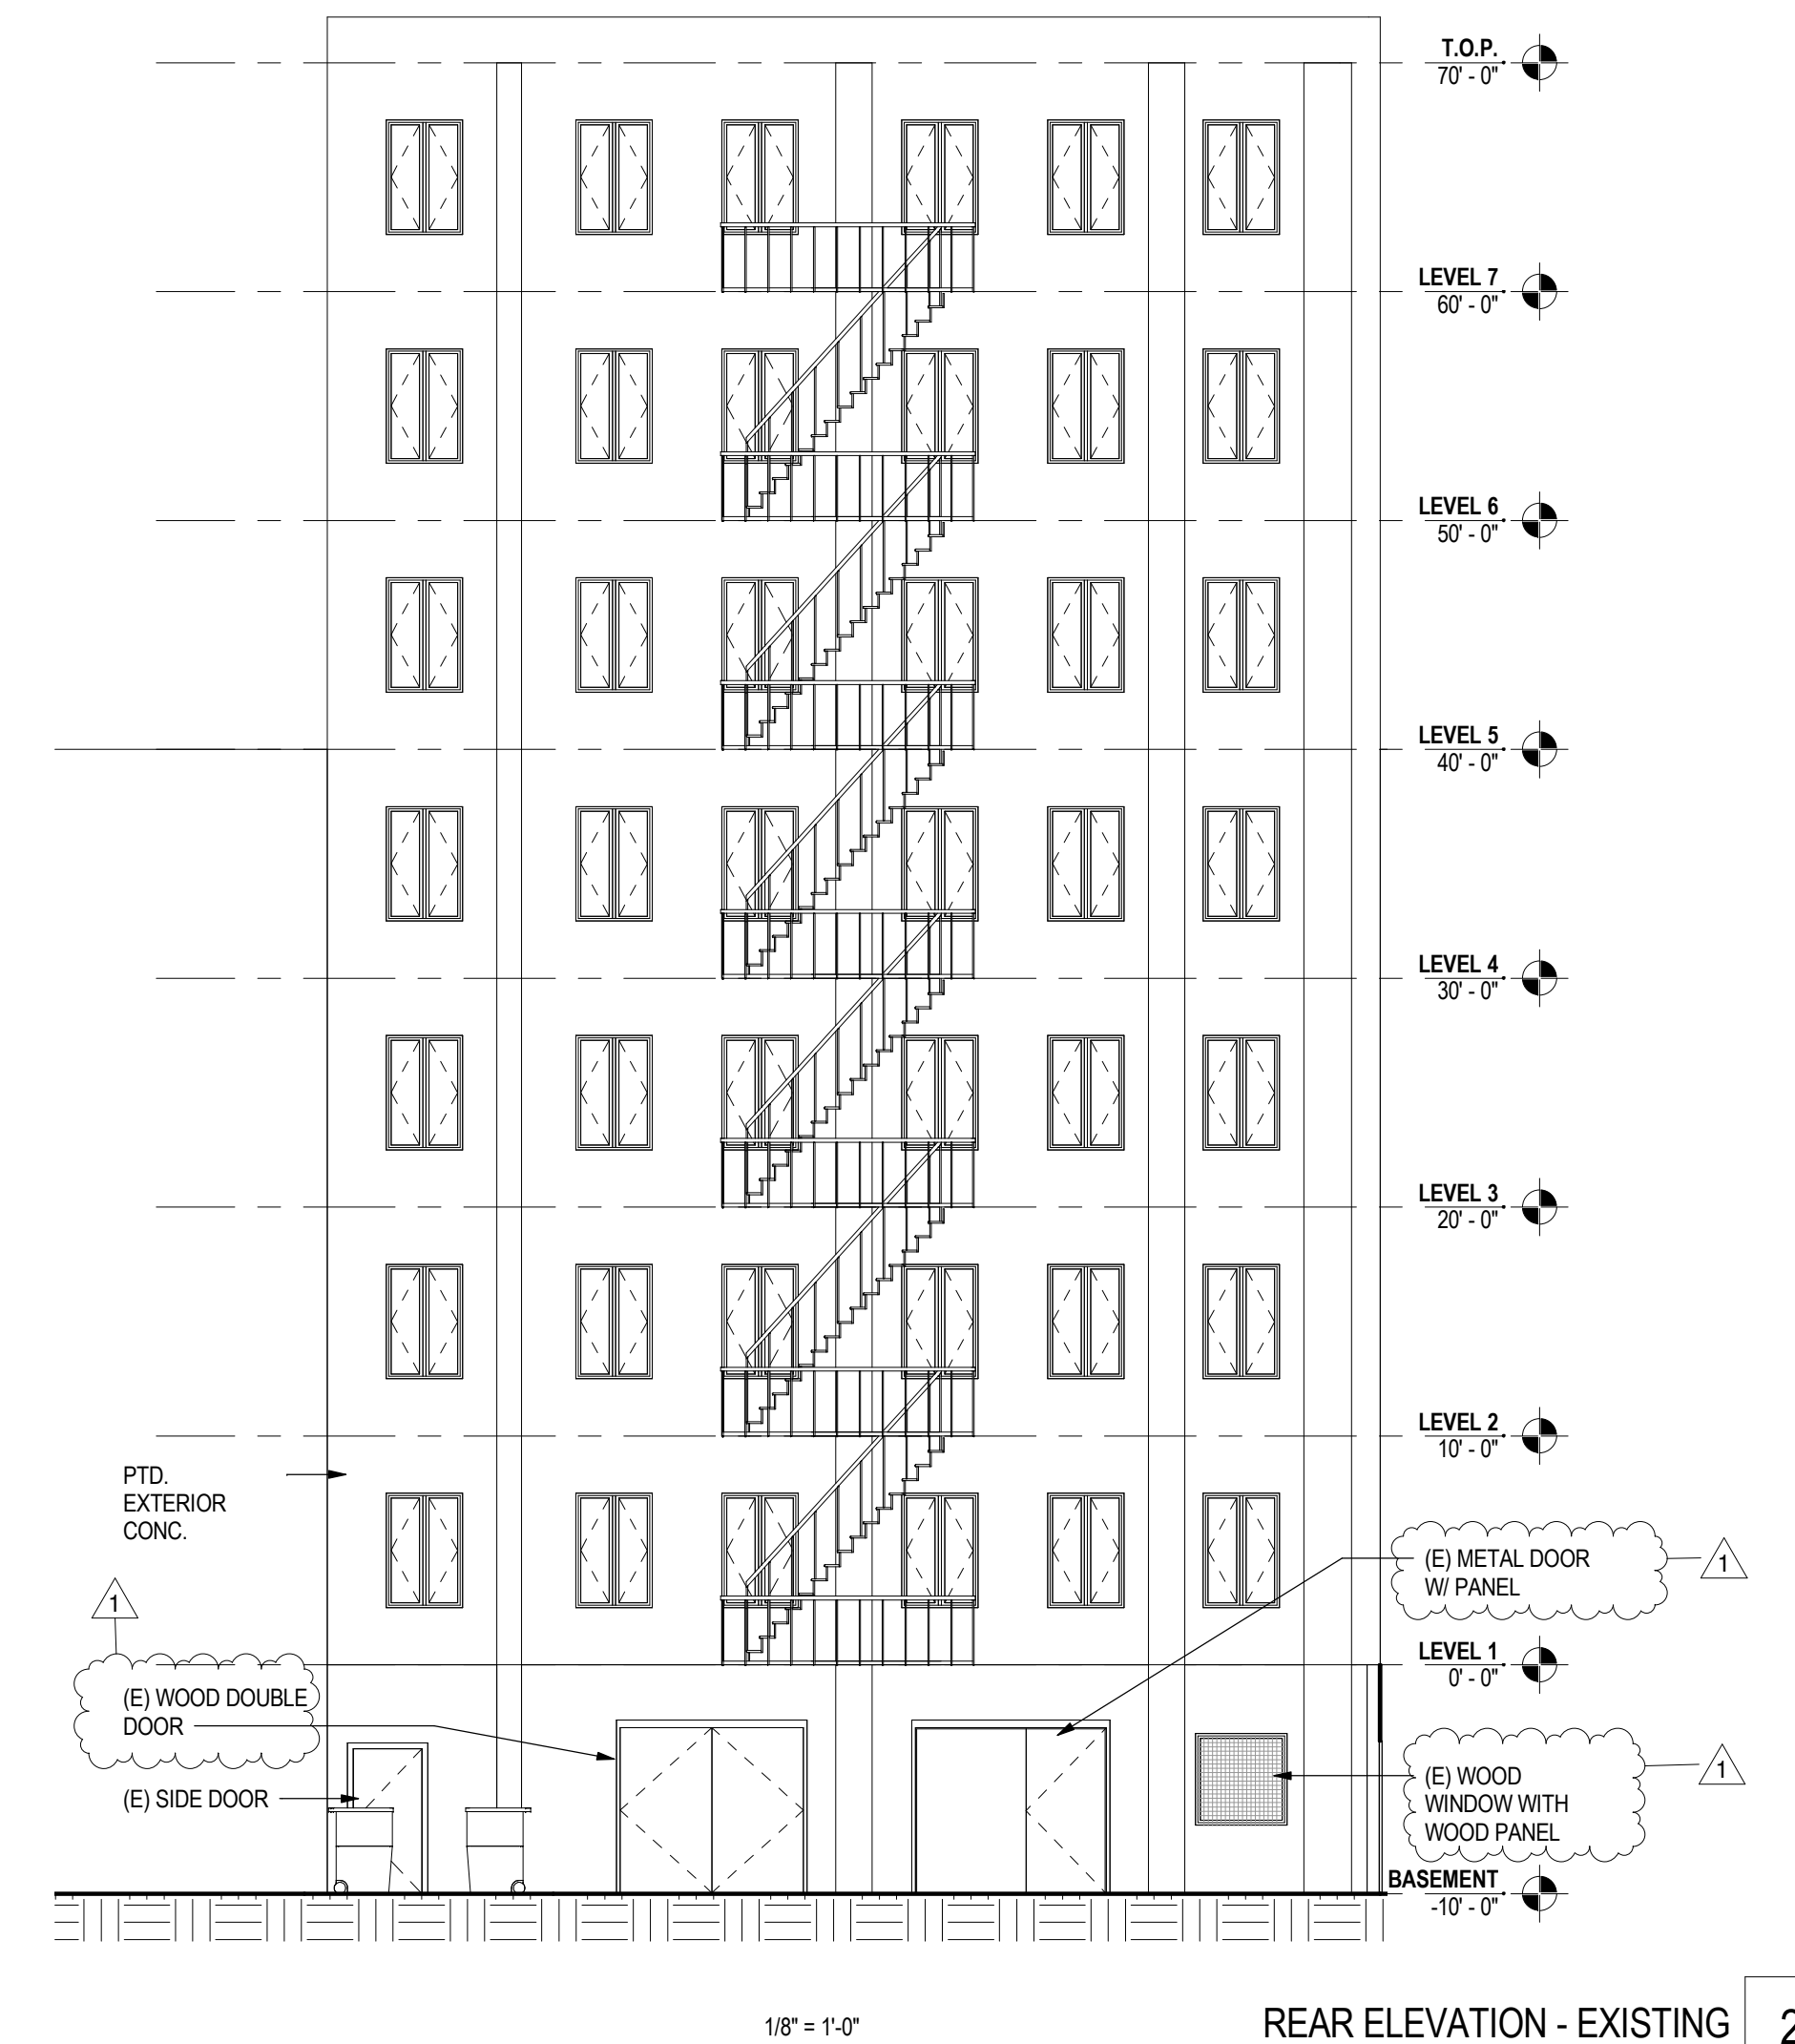 T.O.P.
70' - 0"
LEVEL 7
60' - 0"
LEVEL 6
50' - 0"
LEVEL 5
40' - 0"
LEVEL 4
30' - 0"
LEVEL 3
20' - 0"
LEVEL 2
10' - 0"
PTD.
EXTERIOR
CONC.
(E) METAL DOOR
W/ PANEL
1
1
LEVEL 1
0' - 0"
(E) WOOD DOUBLE
DOOR
(E) SIDE DOOR
(E) WOOD
WINDOW WITH
WOOD PANEL
1
BASEMENT
-10' - 0"
1/8" = 1'-0"
REAR ELEVATION - EXISTING
2